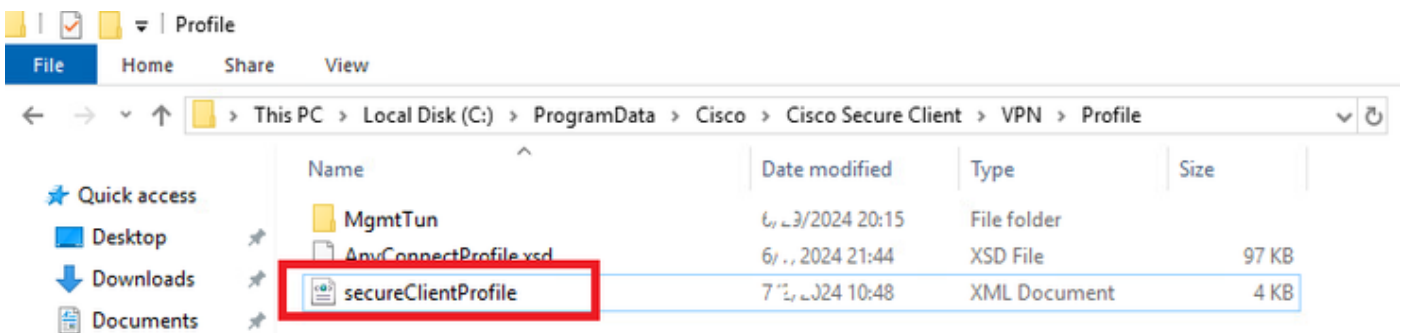 Profile
File Home Share View
This PC > Local Disk (C:) > ProgramData > Cisco > Cisco Secure Client > VPN > Profile
Name Date modified Type Size
Quick access
MgmtTun 20:15 File folder
Desktop
AnyConnectProfile.xsd 2024 21:44 XSD File 97 KB
Downloads
secureClientProfile 10:48 XML Document 4 KB
Documents